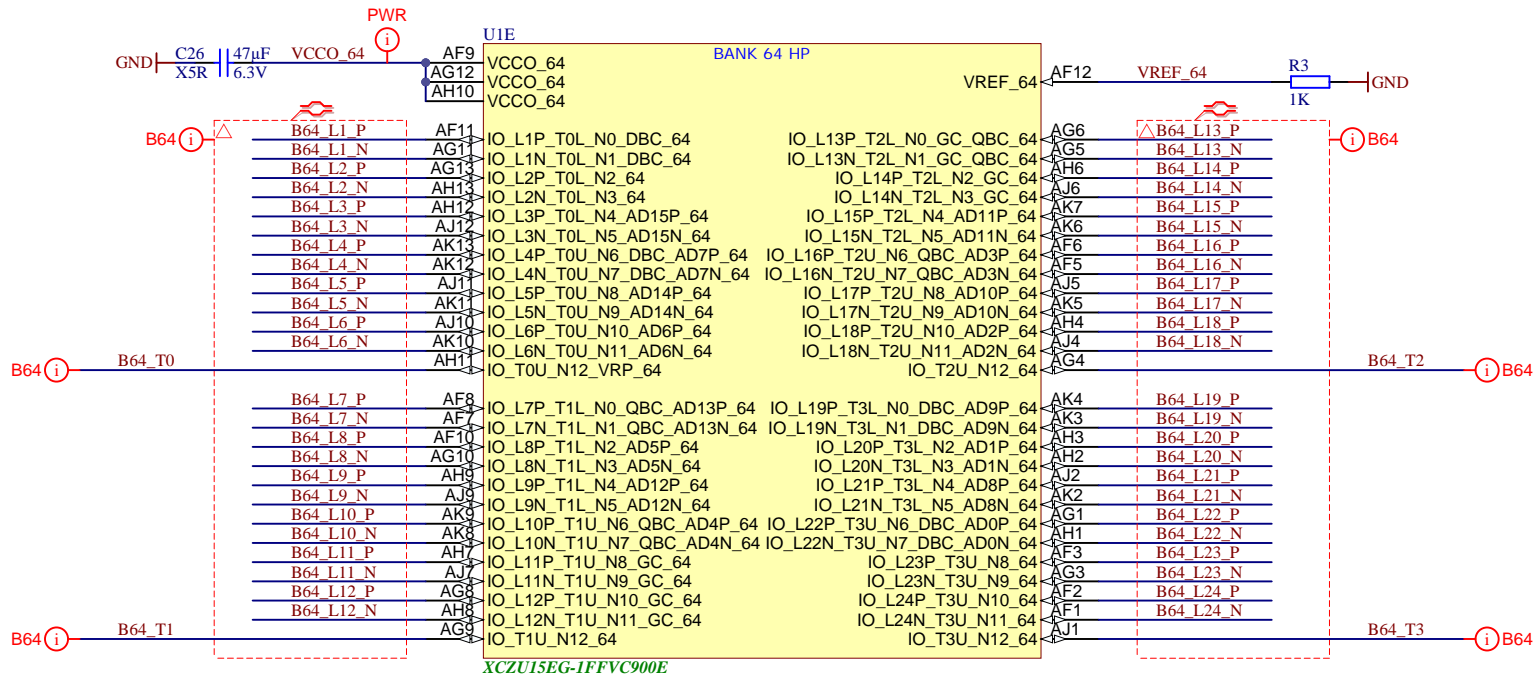 PWR
U1E
BANK 64 HP
GND C26 47µF VCCO_64 AF9 VCCO_64
X5R 6.3V AG12 VCCO_64 VREF_64 AF12 VREF_64 R3 GND
AH10 VCCO_64 1K
B64 i B64_L1_P AF11 IO_L1P_T0L_N0_DBC_64 IO_L13P_T2L_N0_GC_QBC_64 AG6 B64_L13_P i B64
B64_L1_N AG11 IO_L1N_T0L_N1_DBC_64 IO_L13N_T2L_N1_GC_QBC_64 AG5 B64_L13_N
B64_L2_P AG13 IO_L2P_T0L_N2_64 IO_L14P_T2L_N2_GC_64 AH6 B64_L14_P
B64_L2_N AH13 IO_L2N_T0L_N3_64 IO_L14N_T2L_N3_GC_64 AJ6 B64_L14_N
B64_L3_P AH12 IO_L3P_T0L_N4_AD15P_64 IO_L15P_T2L_N4_AD11P_64 AK7 B64_L15_P
B64_L3_N AJ12 IO_L3N_T0L_N5_AD15N_64 IO_L15N_T2L_N5_AD11N_64 AK6 B64_L15_N
B64_L4_P AK13 IO_L4P_T0U_N6_DBC_AD7P_64 IO_L16P_T2U_N6_QBC_AD3P_64 AF6 B64_L16_P
B64_L4_N AK12 IO_L4N_T0U_N7_DBC_AD7N_64 IO_L16N_T2U_N7_QBC_AD3N_64 AF5 B64_L16_N
B64_L5_P AJ11 IO_L5P_T0U_N8_AD14P_64 IO_L17P_T2U_N8_AD10P_64 AJ5 B64_L17_P
B64_L5_N AK11 IO_L5N_T0U_N9_AD14N_64 IO_L17N_T2U_N9_AD10N_64 AK5 B64_L17_N
B64_L6_P AJ10 IO_L6P_T0U_N10_AD6P_64 IO_L18P_T2U_N10_AD2P_64 AH4 B64_L18_P
B64_L6_N AK10 IO_L6N_T0U_N11_AD6N_64 IO_L18N_T2U_N11_AD2N_64 AJ4 B64_L18_N
B64 i B64_T0 AH11 IO_T0U_N12_VRP_64 IO_T2U_N12_64 AG4 B64_T2 i B64
B64_L7_P AF8 IO_L7P_T1L_N0_QBC_AD13P_64 IO_L19P_T3L_N0_DBC_AD9P_64 AK4 B64_L19_P
B64_L7_N AF7 IO_L7N_T1L_N1_QBC_AD13N_64 IO_L19N_T3L_N1_DBC_AD9N_64 AK3 B64_L19_N
B64_L8_P AF10 IO_L8P_T1L_N2_AD5P_64 IO_L20P_T3L_N2_AD1P_64 AH3 B64_L20_P
B64_L8_N AG10 IO_L8N_T1L_N3_AD5N_64 IO_L20N_T3L_N3_AD1N_64 AH2 B64_L20_N
B64_L9_P AH9 IO_L9P_T1L_N4_AD12P_64 IO_L21P_T3L_N4_AD8P_64 AJ2 B64_L21_P
B64_L9_N AJ9 IO_L9N_T1L_N5_AD12N_64 IO_L21N_T3L_N5_AD8N_64 AK2 B64_L21_N
B64_L10_P AK9 IO_L10P_T1U_N6_QBC_AD4P_64 IO_L22P_T3U_N6_DBC_AD0P_64 AG1 B64_L22_P
B64_L10_N AK8 IO_L10N_T1U_N7_QBC_AD4N_64 IO_L22N_T3U_N7_DBC_AD0N_64 AH1 B64_L22_N
B64_L11_P AH7 IO_L11P_T1U_N8_GC_64 IO_L23P_T3U_N8_64 AF3 B64_L23_P
B64_L11_N AJ7 IO_L11N_T1U_N9_GC_64 IO_L23N_T3U_N9_64 AG3 B64_L23_N
B64_L12_P AG8 IO_L12P_T1U_N10_GC_64 IO_L24P_T3U_N10_64 AF2 B64_L24_P
B64_L12_N AH8 IO_L12N_T1U_N11_GC_64 IO_L24N_T3U_N11_64 AF1 B64_L24_N
B64 i B64_T1 AG9 IO_T1U_N12_64 IO_T3U_N12_64 AJ1 B64_T3 i B64
XCZU15EG-1FFVC900E